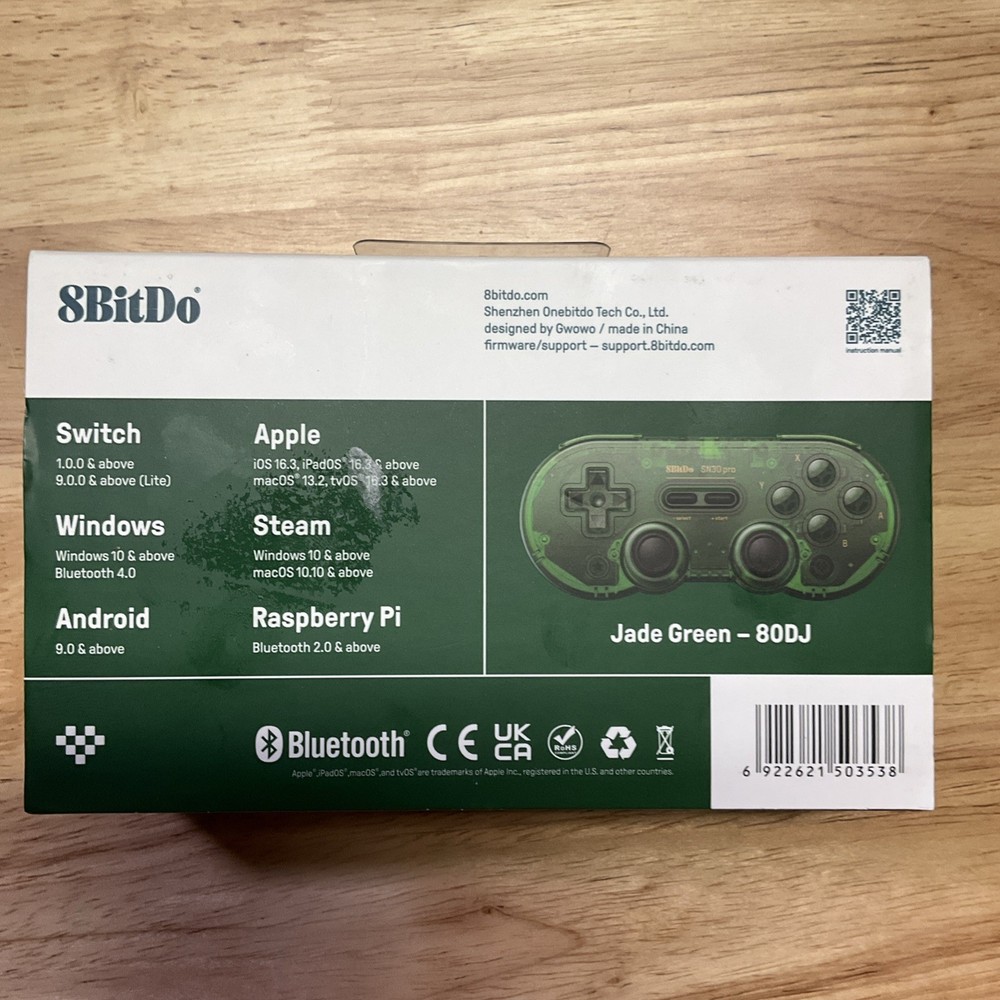 8BitDo®
8bitdo.com
Shenzhen Onebitdo Tech Co., Ltd.
designed by Gwowo / made in China
firmware/support – support.8bitdo.com
instruction manual
Switch
1.0.0 & above
9.0.0 & above (Lite)
Apple
iOS 16.3, iPadOS® 16.3 & above
macOS® 13.2, tvOS® 16.3 & above
Windows
Windows 10 & above
Bluetooth 4.0
Steam
Windows 10 & above
macOS 10.10 & above
Android
9.0 & above
Raspberry Pi
Bluetooth 2.0 & above
8BitDo SN30 pro
select
start
X
Y
A
B
Jade Green – 80DJ
Bluetooth®
CE
UK
CA
RoHS
Apple®, iPadOS®, macOS®, and tvOS® are trademarks of Apple Inc., registered in the U.S. and other countries.
6 922621 503538